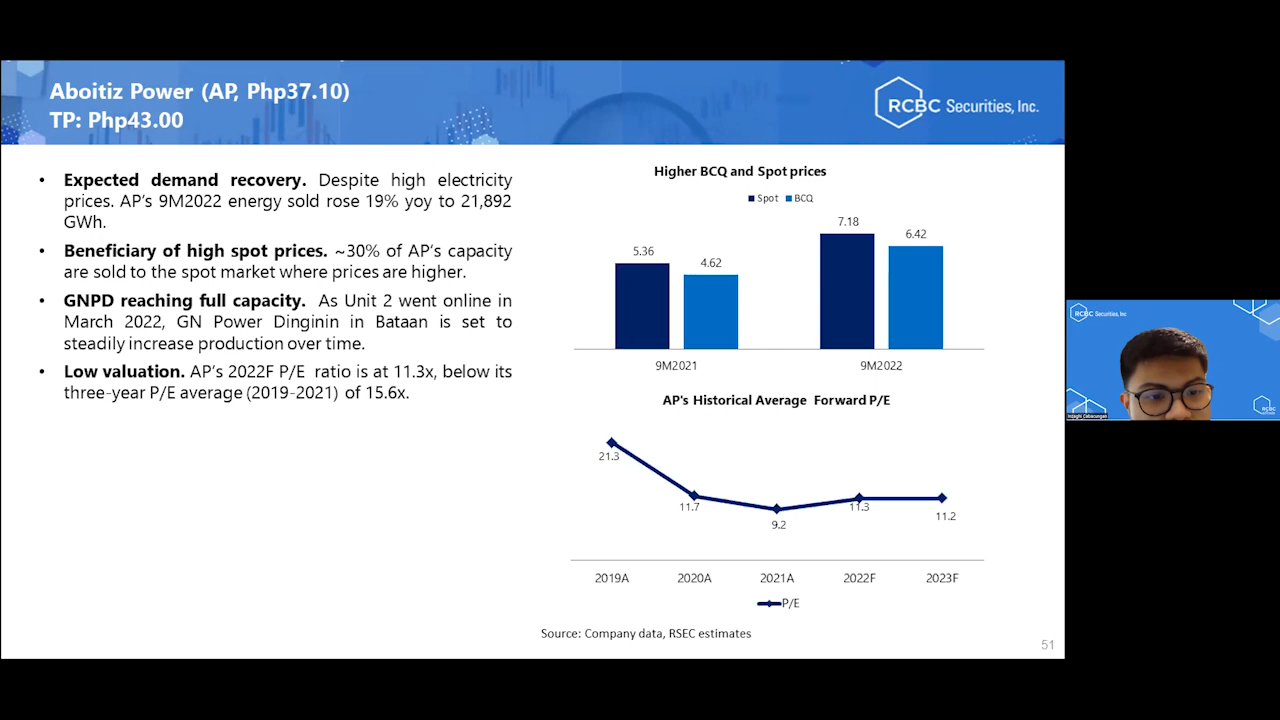 Aboitiz Power (AP, Php37.10)
TP: Php43.00
RCBC Securities, Inc.
• Expected demand recovery. Despite high electricity
prices. AP's 9M2022 energy sold rose 19% yoy to 21,892
GWh.
• Beneficiary of high spot prices. ~30% of AP's capacity
are sold to the spot market where prices are higher.
• GNPD reaching full capacity. As Unit 2 went online in
March 2022, GN Power Dinginin in Bataan is set to
steadily increase production over time.
• Low valuation. AP's 2022F P/E ratio is at 11.3x, below its
three-year P/E average (2019-2021) of 15.6x.
Higher BCQ and Spot prices
Spot BCQ
5.36 4.62 7.18 6.42
9M2021 9M2022
AP's Historical Average Forward P/E
21.3 11.7 9.2 11.3 11.2
2019A 2020A 2021A 2022F 2023F
P/E
Source: Company data, RSEC estimates
51
RCBC Securities, Inc